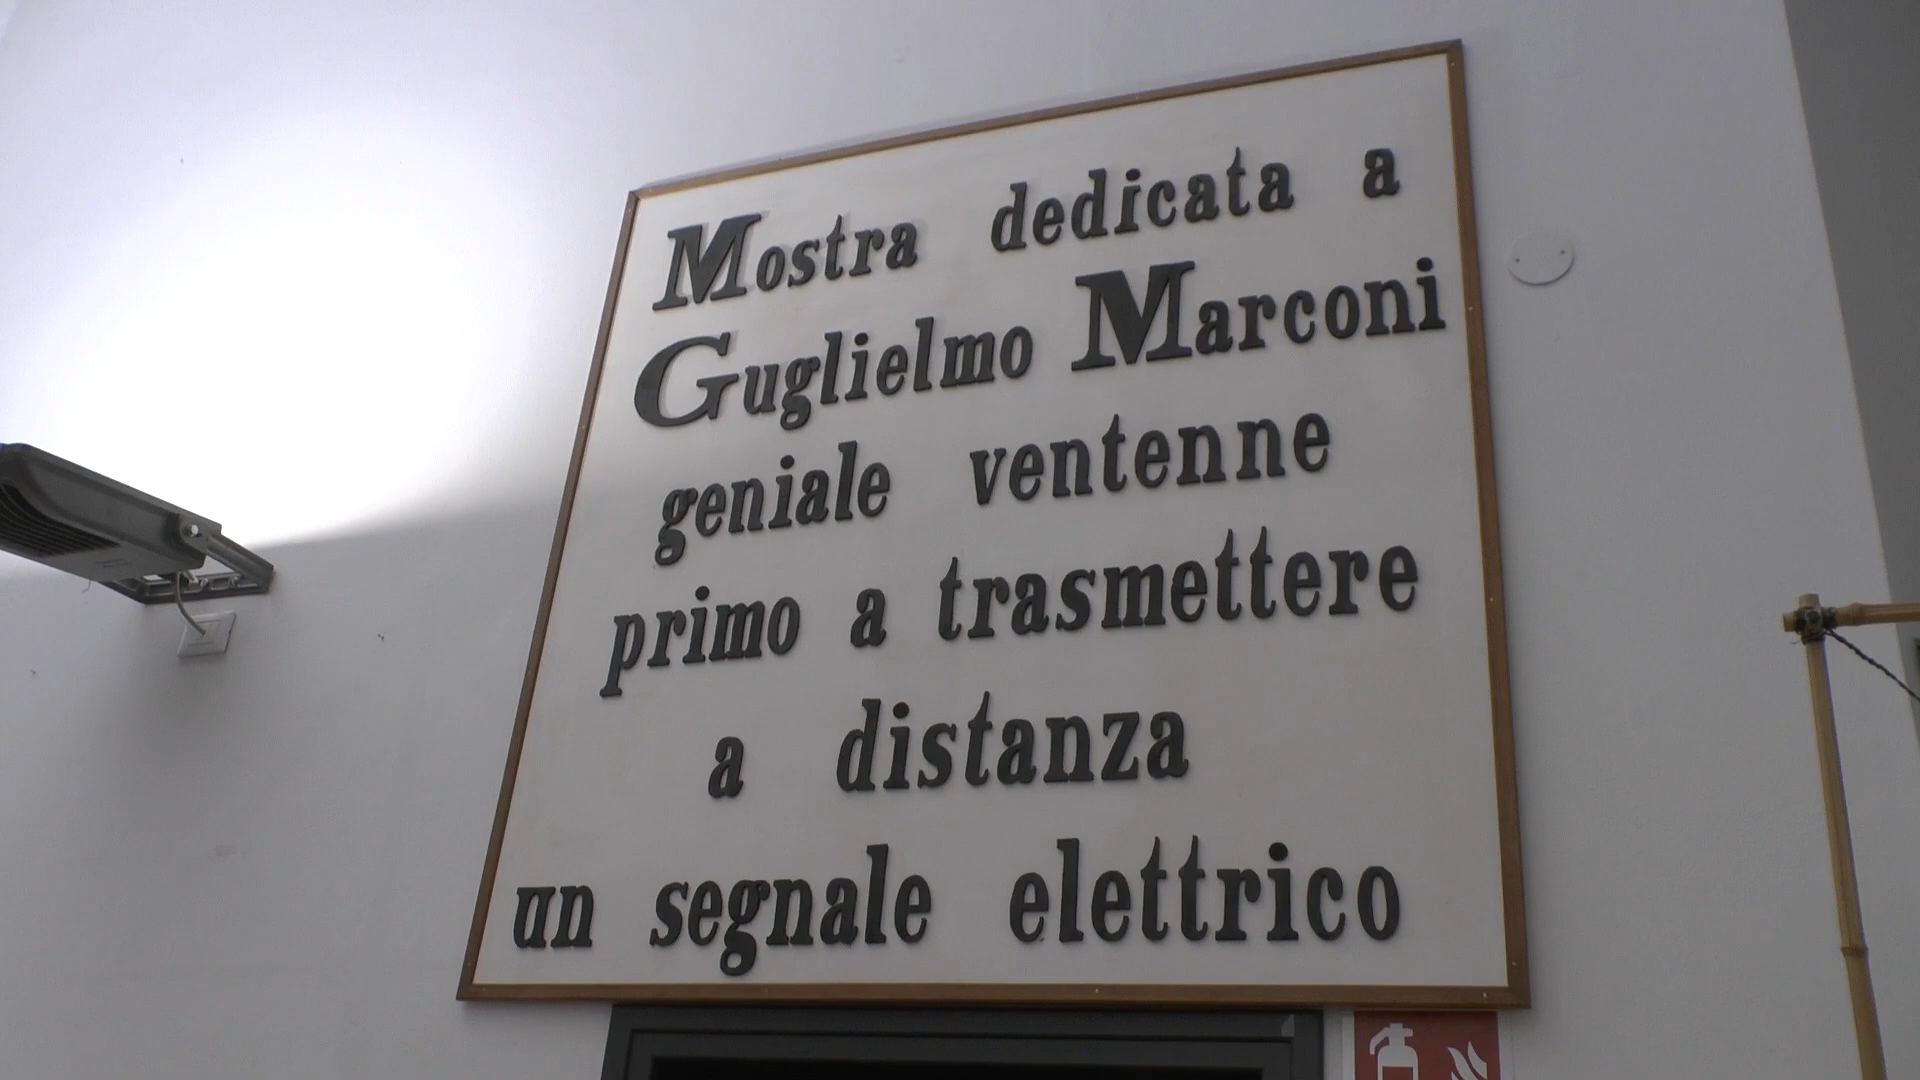 Mostra dedicata a
Guglielmo Marconi
geniale ventenne
primo a trasmettere
a distanza
un segnale elettrico